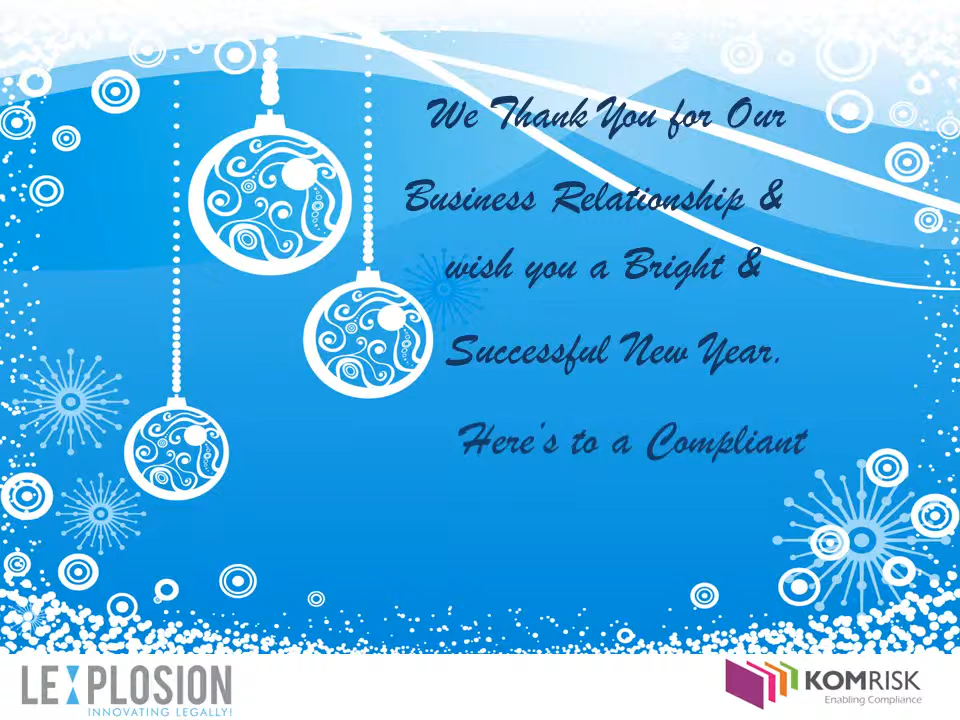 We Thank You for Our
Business Relationship &
wish you a Bright &
Successful New Year.
Here's to a Compliant
LEXPLOSION
INNOVATING LEGALLY!
KOMRISK
Enabling Compliance